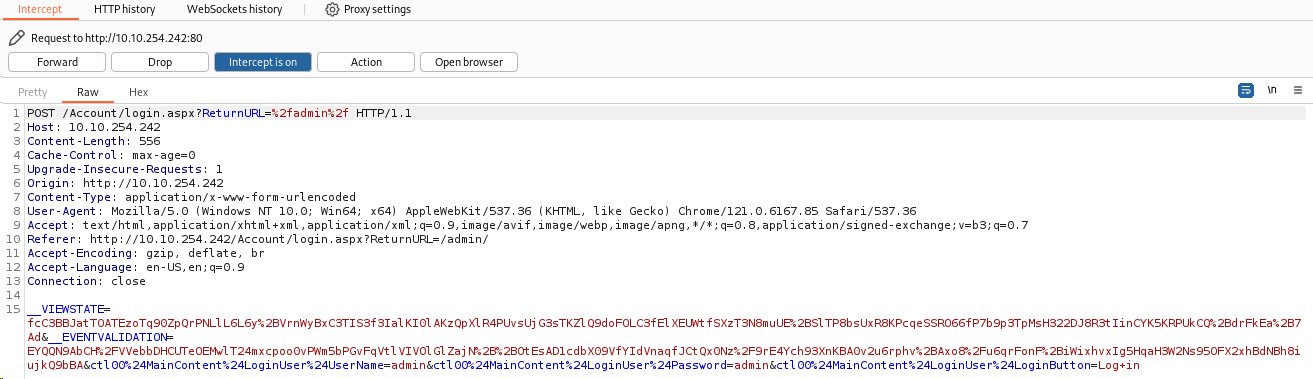 Intercept HTTP history WebSockets history Proxy settings
Request to http://10.10.254.242:80
Forward Drop Intercept is on Action Open browser
Pretty Raw Hex \n
1 POST /Account/login.aspx?ReturnURL=%2fadmin%2f HTTP/1.1
2 Host: 10.10.254.242
3 Content-Length: 556
4 Cache-Control: max-age=0
5 Upgrade-Insecure-Requests: 1
6 Origin: http://10.10.254.242
7 Content-Type: application/x-www-form-urlencoded
8 User-Agent: Mozilla/5.0 (Windows NT 10.0; Win64; x64) AppleWebKit/537.36 (KHTML, like Gecko) Chrome/121.0.6167.85 Safari/537.36
9 Accept: text/html,application/xhtml+xml,application/xml;q=0.9,image/avif,image/webp,image/apng,*/*;q=0.8,application/signed-exchange;v=b3;q=0.7
10 Referer: http://10.10.254.242/Account/login.aspx?ReturnURL=/admin/
11 Accept-Encoding: gzip, deflate, br
12 Accept-Language: en-US,en;q=0.9
13 Connection: close
14
15 __VIEWSTATE=
fcC3BBJatTOATEzoTq90ZpQrPNLlL6L6y%2BVrnWyBxC3TIS3f3IalKI0lAKzQpXlR4PUvsUjG3sTKZlQ9doFOLC3fElXEUWtfSXzT3N8muUE%2BSlTP8bsUxR8KPcqeSSRO66fP7b9p3TpMsH322DJ8R3tIinCYK5KRPUkCQ%2BdrFkEa%2B7
Ad&__EVENTVALIDATION=
EYQQN9AbCH%2FVVebbDHCUTeOEMwlT24mxcpoo0vPWm5bPGvFqVtlVIVOlGlZajN%2B%2BOtEsAD1cdbX09VfYIdVnaqfJCtQx0Nz%2F9rE4Ych93XnKBA0v2u6rphv%2BAxo8%2Fu6qrFonF%2BiWixhvxIg5HqaH3W2Ns95OFX2xhBdNBh8i
ujkQ9bBA&ctl00%24MainContent%24LoginUser%24UserName=admin&ctl00%24MainContent%24LoginUser%24Password=admin&ctl00%24MainContent%24LoginUser%24LoginButton=Log+in